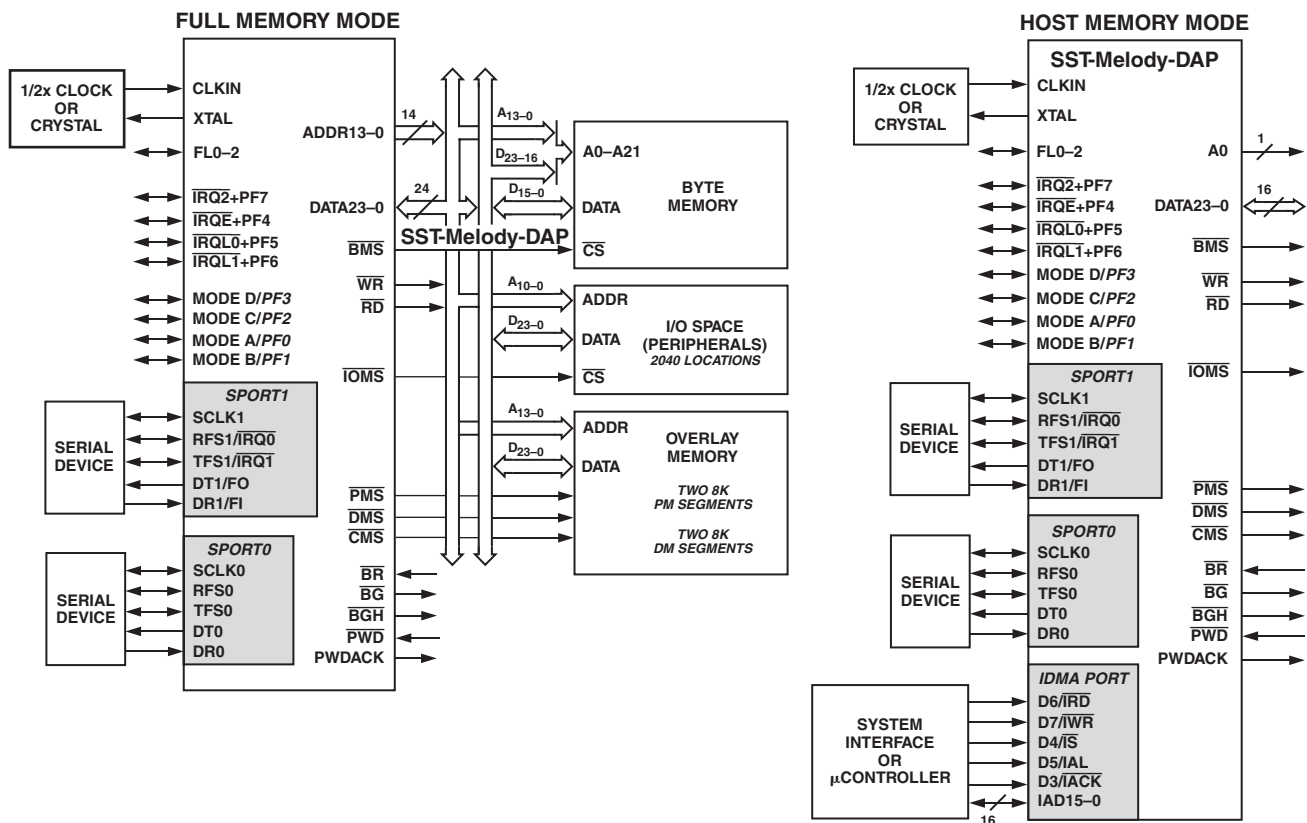 FULL MEMORY MODE
1/2x CLOCK
OR
CRYSTAL
CLKIN
XTAL
FL0–2
IRQ2+PF7
IRQE+PF4
IRQL0+PF5
IRQL1+PF6
MODE D/PF3
MODE C/PF2
MODE A/PF0
MODE B/PF1
SPORT1
SCLK1
RFS1/IRQ0
TFS1/IRQ1
DT1/FO
DR1/FI
SERIAL
DEVICE
SPORT0
SCLK0
RFS0
TFS0
DT0
DR0
SERIAL
DEVICE
ADDR13–0
14
DATA23–0
24
SST-Melody-DAP
BMS
WR
RD
IOMS
PMS
DMS
CMS
BR
BG
BGH
PWD
PWDACK
A13–0
D23–16
D15–0
A0–A21
DATA
CS
BYTE
MEMORY
A10–0
D23–0
ADDR
DATA
CS
I/O SPACE
(PERIPHERALS)
2040 LOCATIONS
A13–0
D23–0
ADDR
DATA
OVERLAY
MEMORY
TWO 8K
PM SEGMENTS
TWO 8K
DM SEGMENTS
HOST MEMORY MODE
SST-Melody-DAP
1/2x CLOCK
OR
CRYSTAL
CLKIN
XTAL
FL0–2
IRQ2+PF7
IRQE+PF4
IRQL0+PF5
IRQL1+PF6
MODE D/PF3
MODE C/PF2
MODE A/PF0
MODE B/PF1
SPORT1
SCLK1
RFS1/IRQ0
TFS1/IRQ1
DT1/FO
DR1/FI
SERIAL
DEVICE
SPORT0
SCLK0
RFS0
TFS0
DT0
DR0
SERIAL
DEVICE
IDMA PORT
D6/IRD
D7/IWR
D4/IS
D5/IAL
D3/IACK
IAD15–0
16
SYSTEM
INTERFACE
OR
µCONTROLLER
A0
1
DATA23–0
16
BMS
WR
RD
IOMS
PMS
DMS
CMS
BR
BG
BGH
PWD
PWDACK